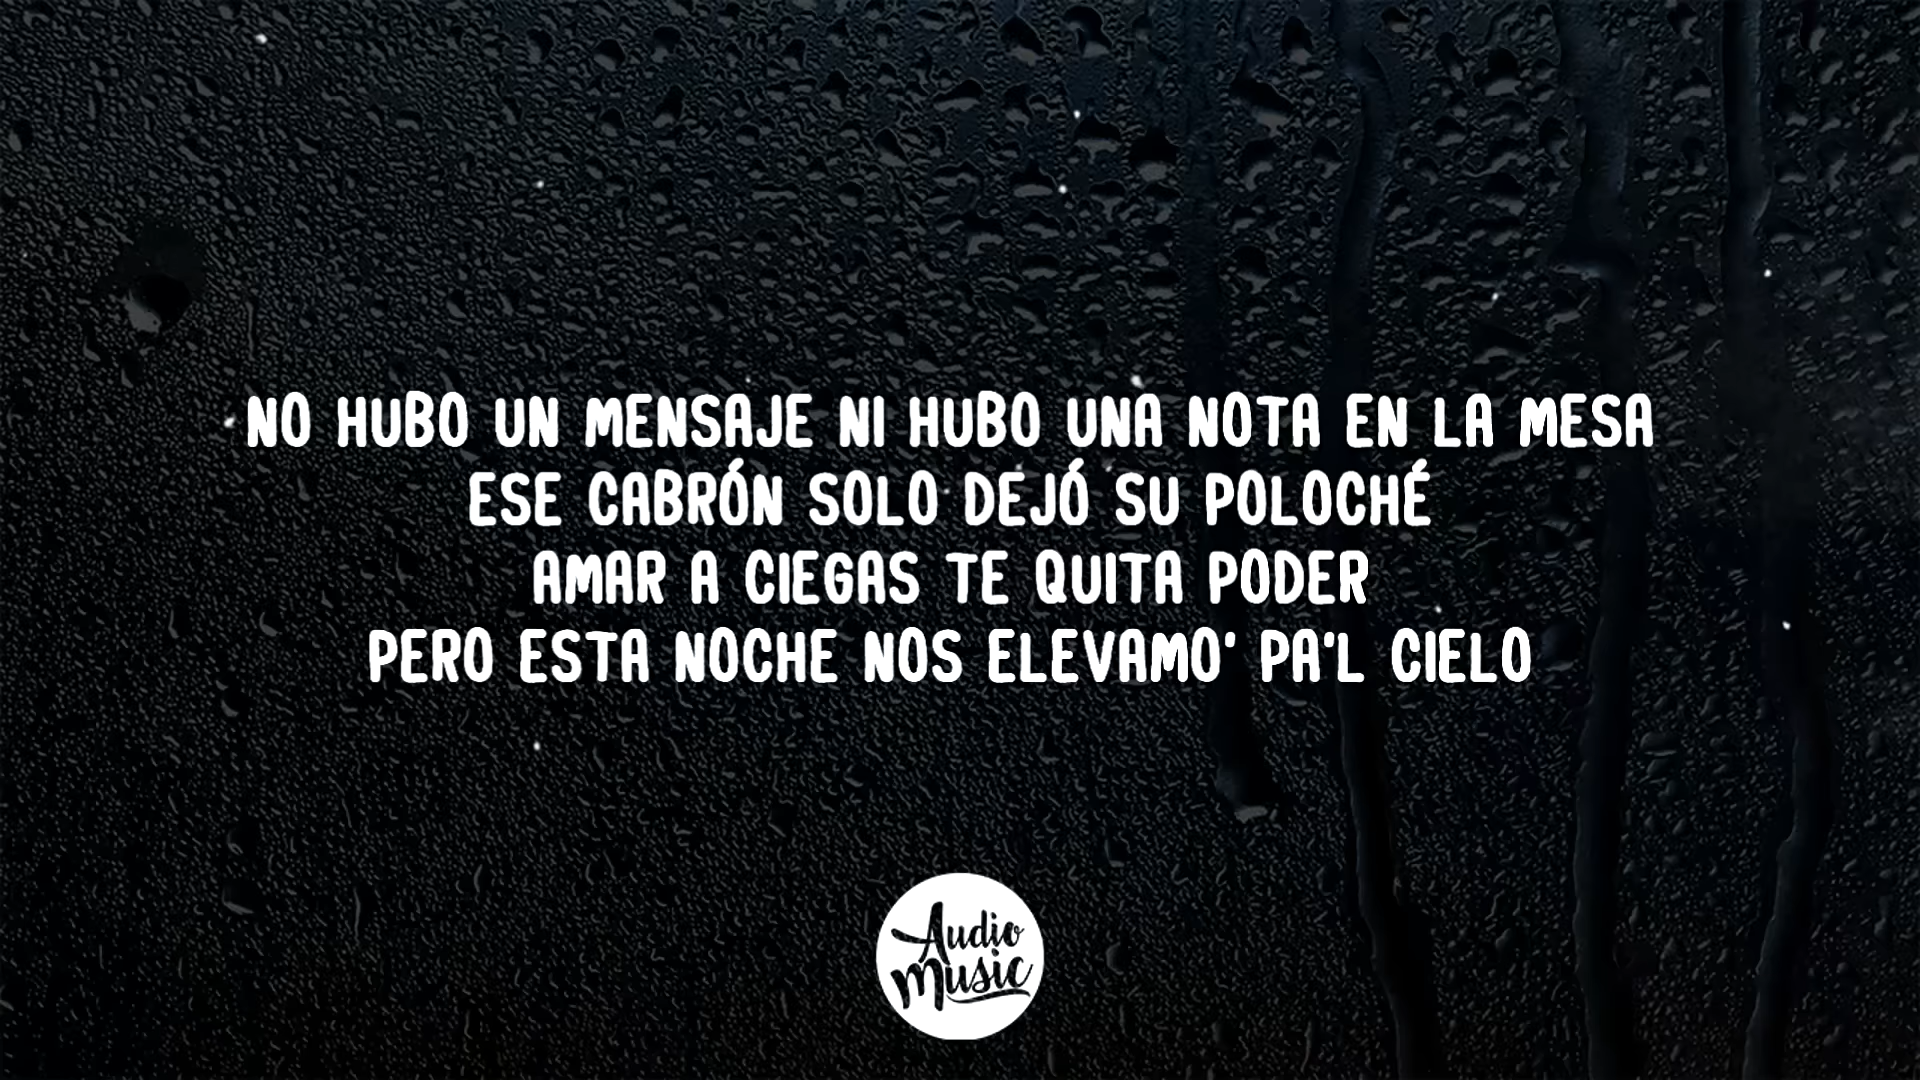 NO HUBO UN MENSAJE NI HUBO UNA NOTA EN LA MESA
ESE CABRÓN SOLO DEJÓ SU POLOCHÉ
AMAR A CIEGAS TE QUITA PODER
PERO ESTA NOCHE NOS ELEVAMO' PA'L CIELO
Audio
Music